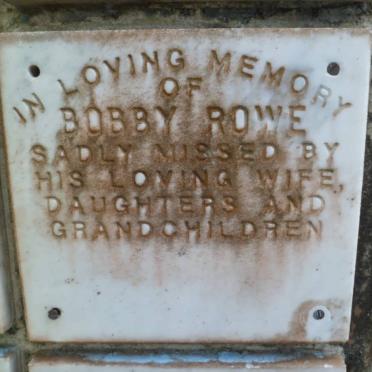 IN LOVING MEMORY
OF
BOBBY ROWE
SADLY MISSED BY
HIS LOVING WIFE,
DAUGHTERS AND
GRANDCHILDREN